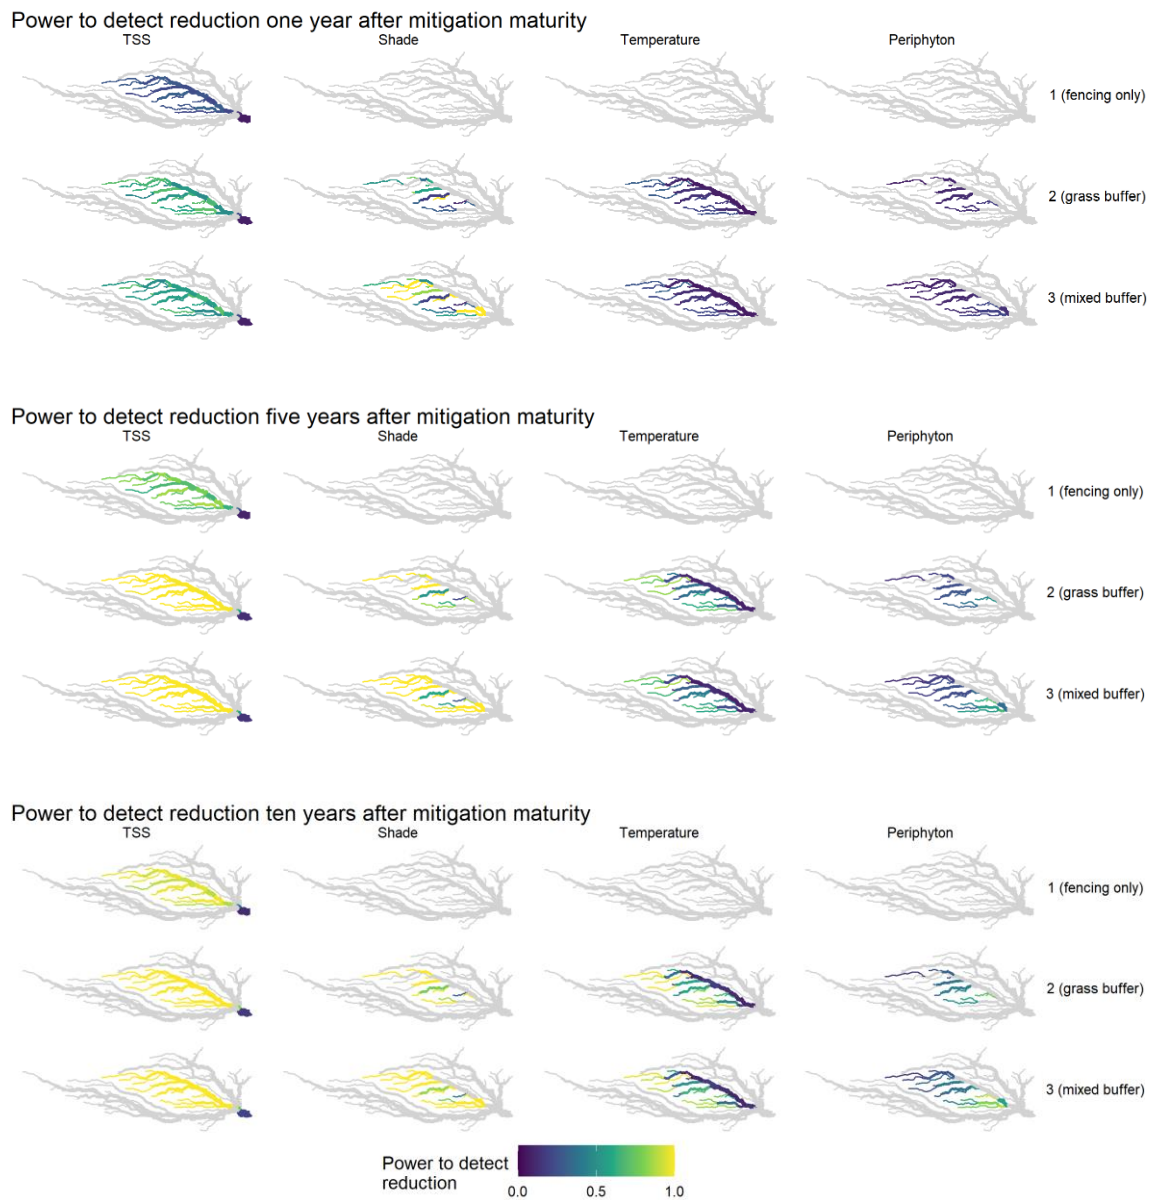 Power to detect reduction one year after mitigation maturity
TSS Shade Temperature Periphyton
1 (fencing only)
2 (grass buffer)
3 (mixed buffer)
Power to detect reduction five years after mitigation maturity
TSS Shade Temperature Periphyton
1 (fencing only)
2 (grass buffer)
3 (mixed buffer)
Power to detect reduction ten years after mitigation maturity
TSS Shade Temperature Periphyton
1 (fencing only)
2 (grass buffer)
3 (mixed buffer)
Power to detect
reduction
0.0 0.5 1.0